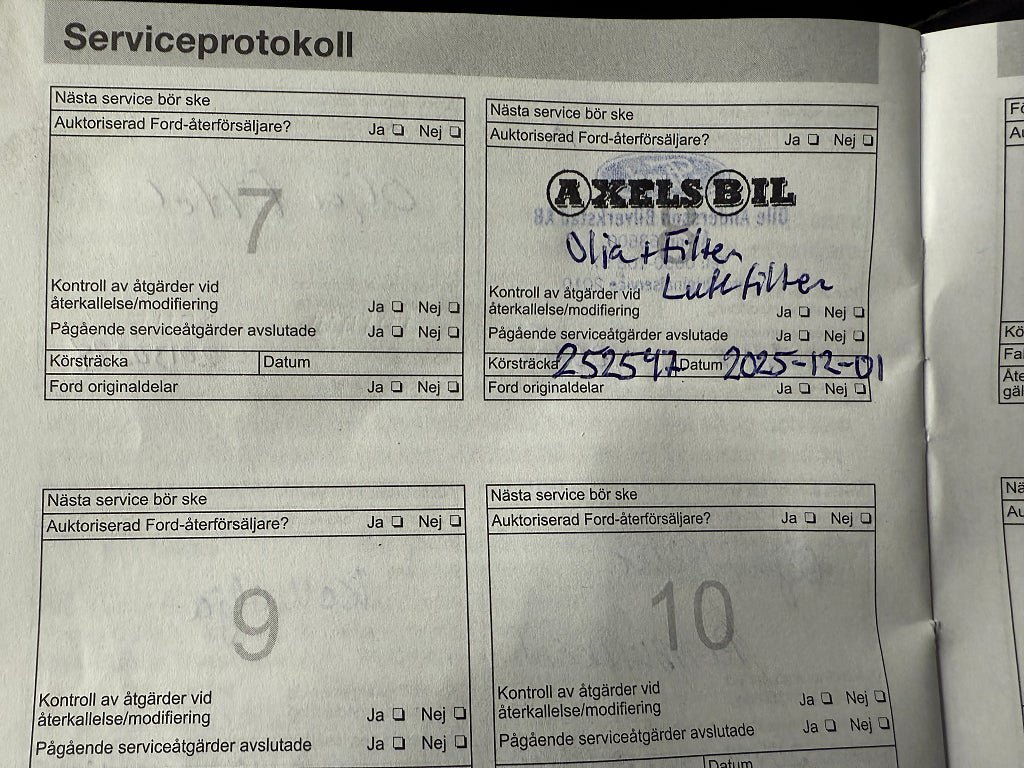 Serviceprotokoll
Nästa service bör ske
Auktoriserad Ford-återförsäljare? Ja Nej
7
Kontroll av åtgärder vid
återkallelse/modifiering Ja Nej
Pågående serviceåtgärder avslutade Ja Nej
Körsträcka Datum
Ford originaldelar Ja Nej
Nästa service bör ske
Auktoriserad Ford-återförsäljare? Ja Nej
AXELSBIL
Olja + Filter
Luftfilter
Kontroll av åtgärder vid
återkallelse/modifiering Ja Nej
Pågående serviceåtgärder avslutade Ja Nej
Körsträcka Datum 2025-12-01
Ford originaldelar Ja Nej
Nästa service bör ske
Auktoriserad Ford-återförsäljare? Ja Nej
9
Kontroll av åtgärder vid
återkallelse/modifiering Ja Nej
Pågående serviceåtgärder avslutade Ja Nej
Nästa service bör ske
Auktoriserad Ford-återförsäljare? Ja Nej
10
Kontroll av åtgärder vid
återkallelse/modifiering Ja Nej
Pågående serviceåtgärder avslutade Ja Nej
Datum